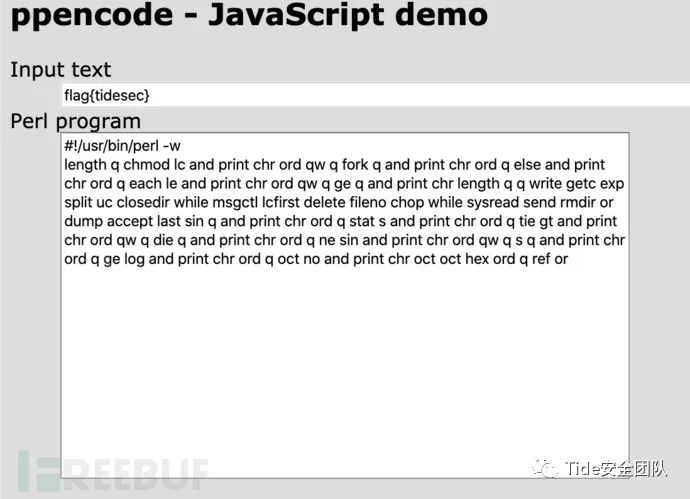 ppencode - JavaScript demo
Input text
flag{tidesec}
Perl program
#!/usr/bin/perl -w
length q chmod lc and print chr ord qw q fork q and print chr ord q else and print
chr ord q each le and print chr ord qw q ge q and print chr length q q write getc exp
split uc closedir while msgctl lcfirst delete fileno chop while sysread send rmdir or
dump accept last sin q and print chr ord q stat s and print chr ord q tie gt and print
chr ord qw q die q and print chr ord q ne sin and print chr ord qw q s q and print chr
ord q ge log and print chr ord q oct no and print chr oct oct hex ord q ref or
REEBUF
Tide安全团队